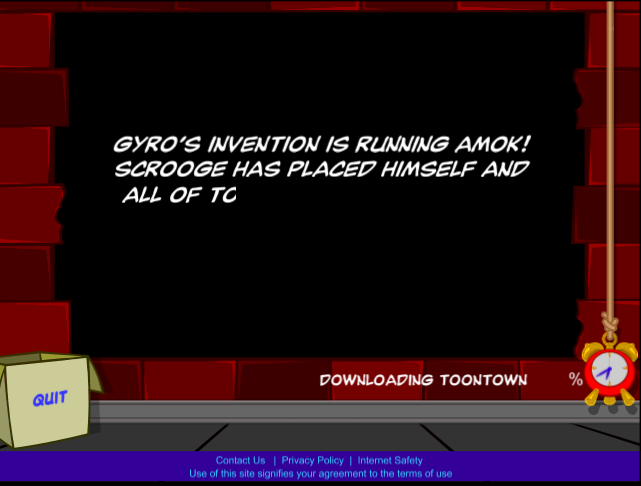 GYRO'S INVENTION IS RUNNING AMOK!
SCROOGE HAS PLACED HIMSELF AND
ALL OF TO
DOWNLOADING TOONTOWN %
QUIT
Contact Us | Privacy Policy | Internet Safety
Use of this site signifies your agreement to the terms of use